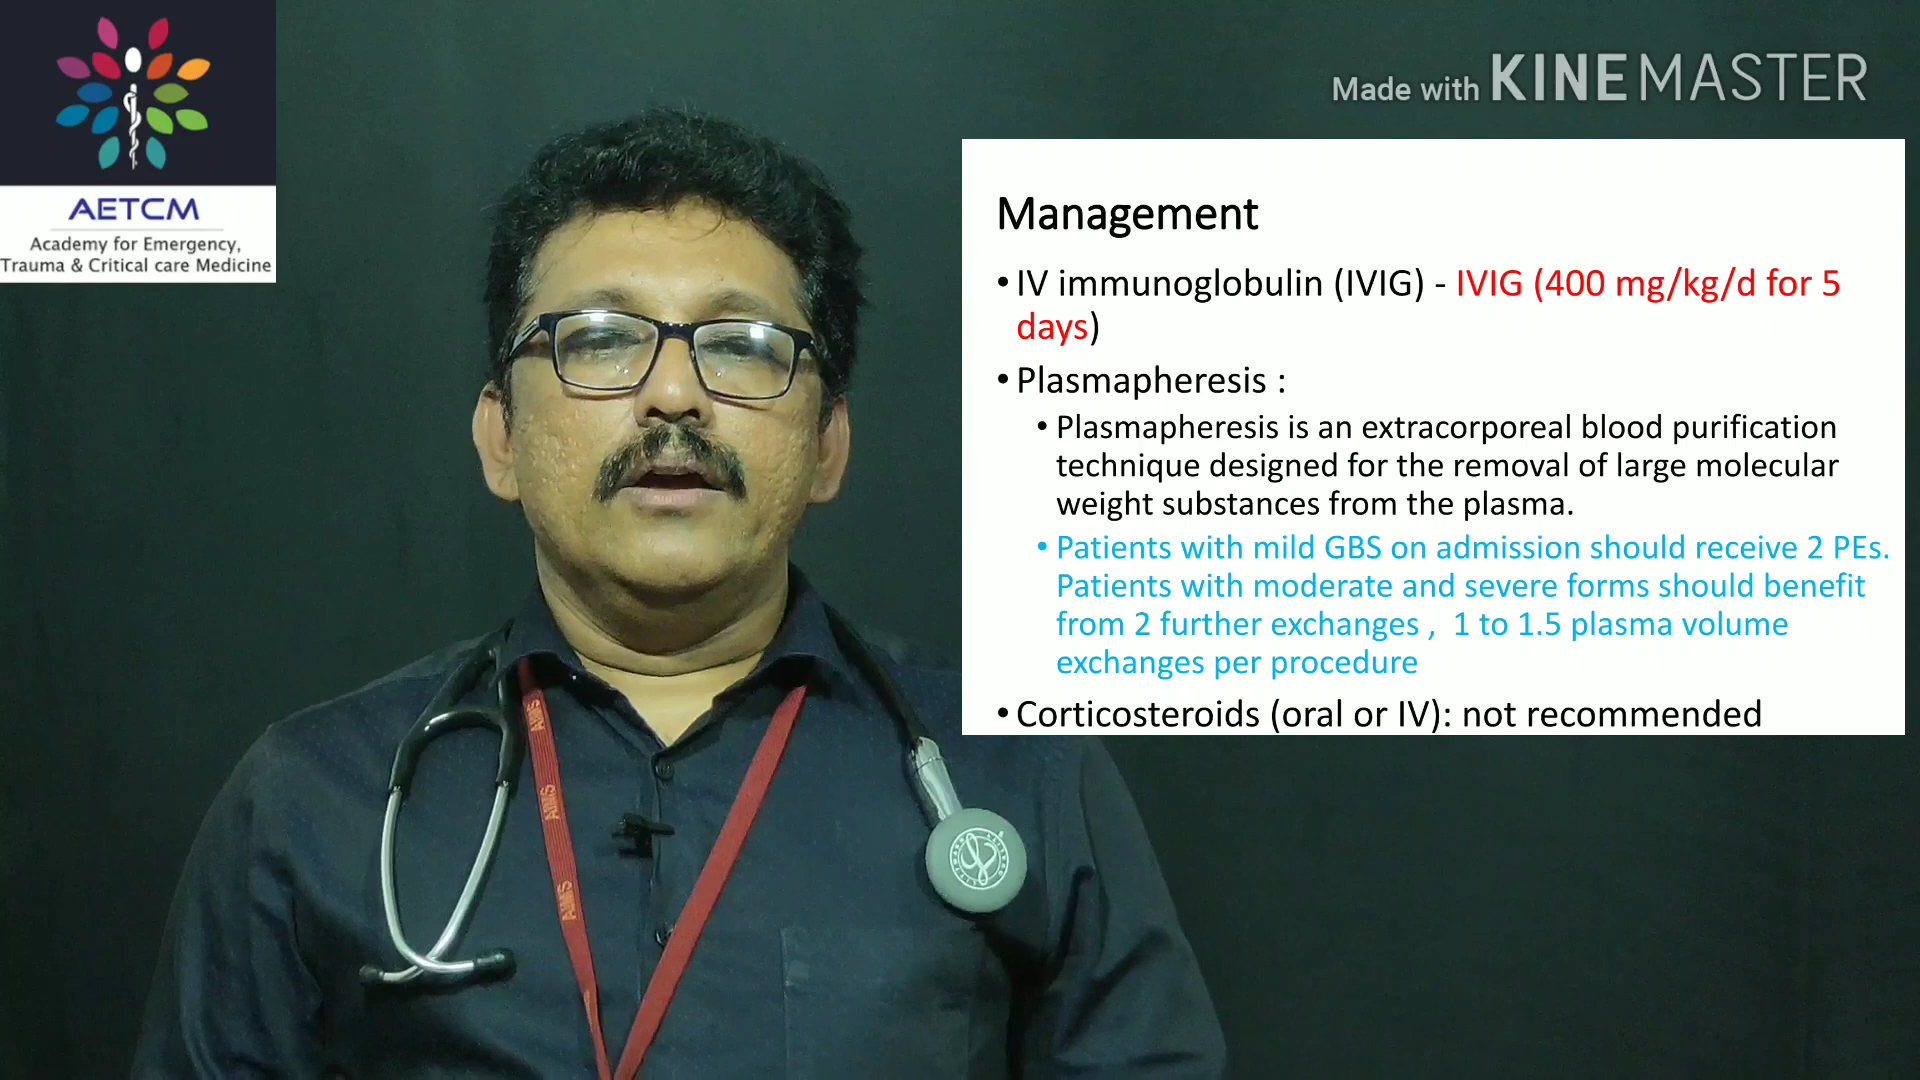 AETCM
Academy for Emergency,
Trauma & Critical care Medicine
Made with KINEMASTER
Management
• IV immunoglobulin (IVIG) - IVIG (400 mg/kg/d for 5
days)
• Plasmapheresis :
• Plasmapheresis is an extracorporeal blood purification
technique designed for the removal of large molecular
weight substances from the plasma.
• Patients with mild GBS on admission should receive 2 PEs.
Patients with moderate and severe forms should benefit
from 2 further exchanges , 1 to 1.5 plasma volume
exchanges per procedure
• Corticosteroids (oral or IV): not recommended
AIMS
AIMS
AIMS